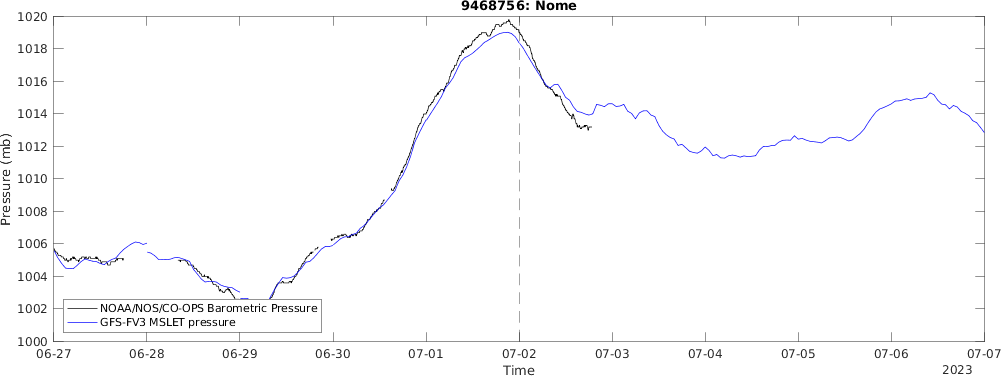 9468756: Nome
1020
1018
1016
1014
1012
1010
1008
1006
1004
1002
1000
Pressure (mb)
NOAA/NOS/CO-OPS Barometric Pressure
GFS-FV3 MSLET pressure
06-27 06-28 06-29 06-30 07-01 07-02 07-03 07-04 07-05 07-06 07-07
Time
2023